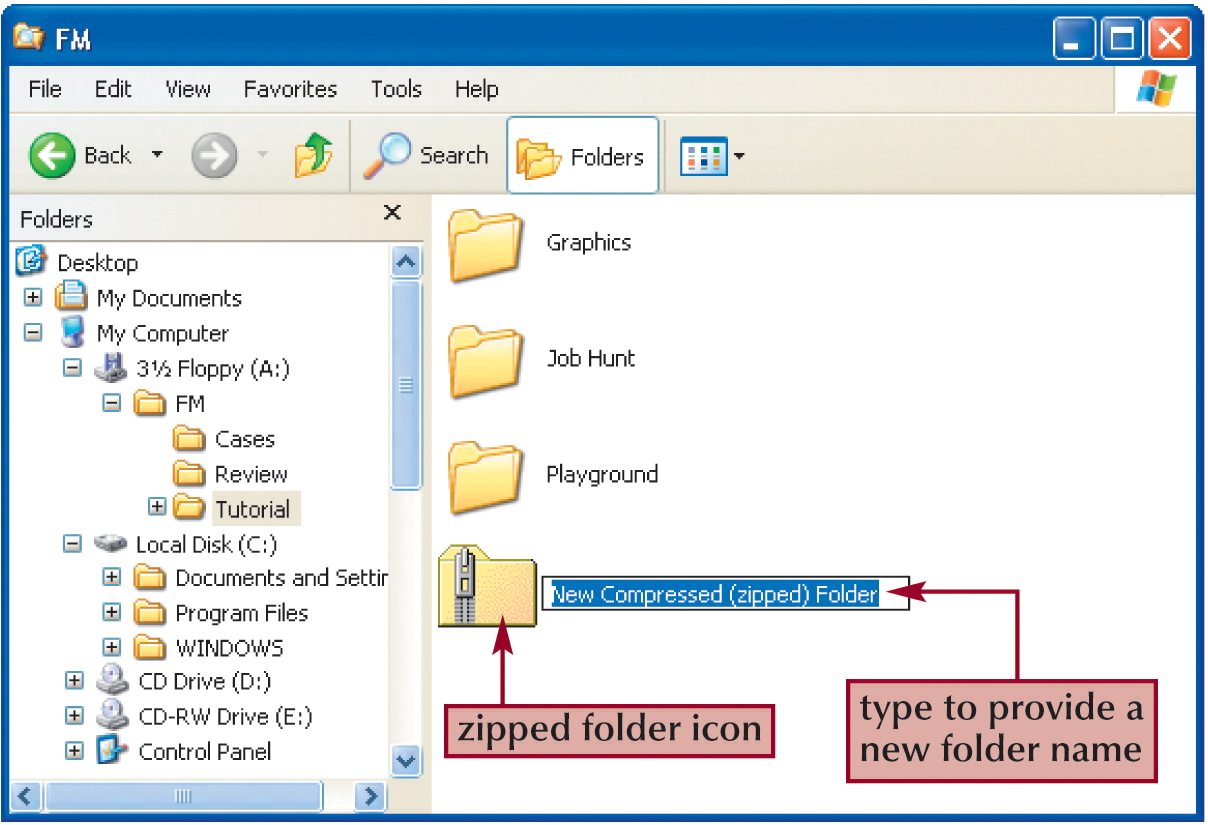 FM
File Edit View Favorites Tools Help
Back Search Folders
Folders
Desktop
My Documents
My Computer
3½ Floppy (A:)
FM
Cases
Review
Tutorial
Local Disk (C:)
Documents and Settin
Program Files
WINDOWS
CD Drive (D:)
CD-RW Drive (E:)
Control Panel
Graphics
Job Hunt
Playground
New Compressed (zipped) Folder
zipped folder icon
type to provide a
new folder name